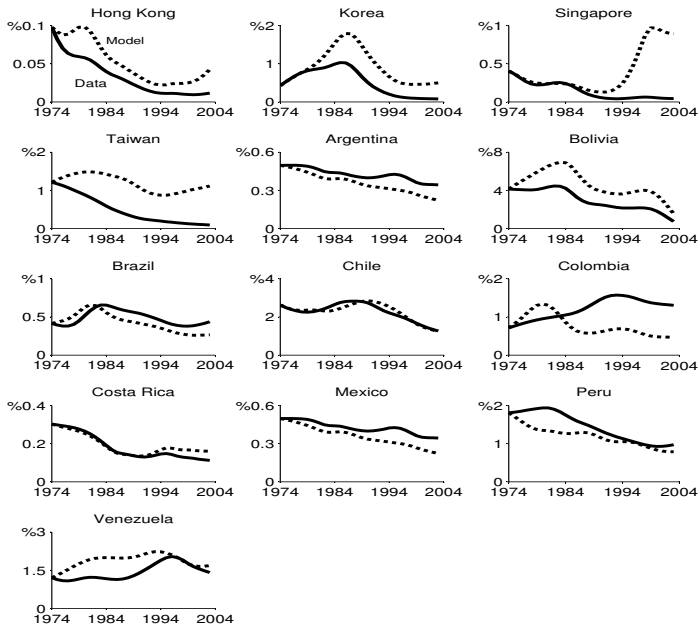 Hong Kong
%0.1
Model
0.05
Data
0
1974 1984 1994 2004
Korea
%2
1
0
1974 1984 1994 2004
Singapore
%1
0.5
0
1974 1984 1994 2004
Taiwan
%2
1
0
1974 1984 1994 2004
Argentina
%0.6
0.3
0
1974 1984 1994 2004
Bolivia
%8
4
0
1974 1984 1994 2004
Brazil
%1
0.5
0
1974 1984 1994 2004
Chile
%4
2
0
1974 1984 1994 2004
Colombia
%2
1
0
1974 1984 1994 2004
Costa Rica
%0.4
0.2
0
1974 1984 1994 2004
Mexico
%0.6
0.3
0
1974 1984 1994 2004
Peru
%2
1
0
1974 1984 1994 2004
Venezuela
%3
1.5
0
1974 1984 1994 2004